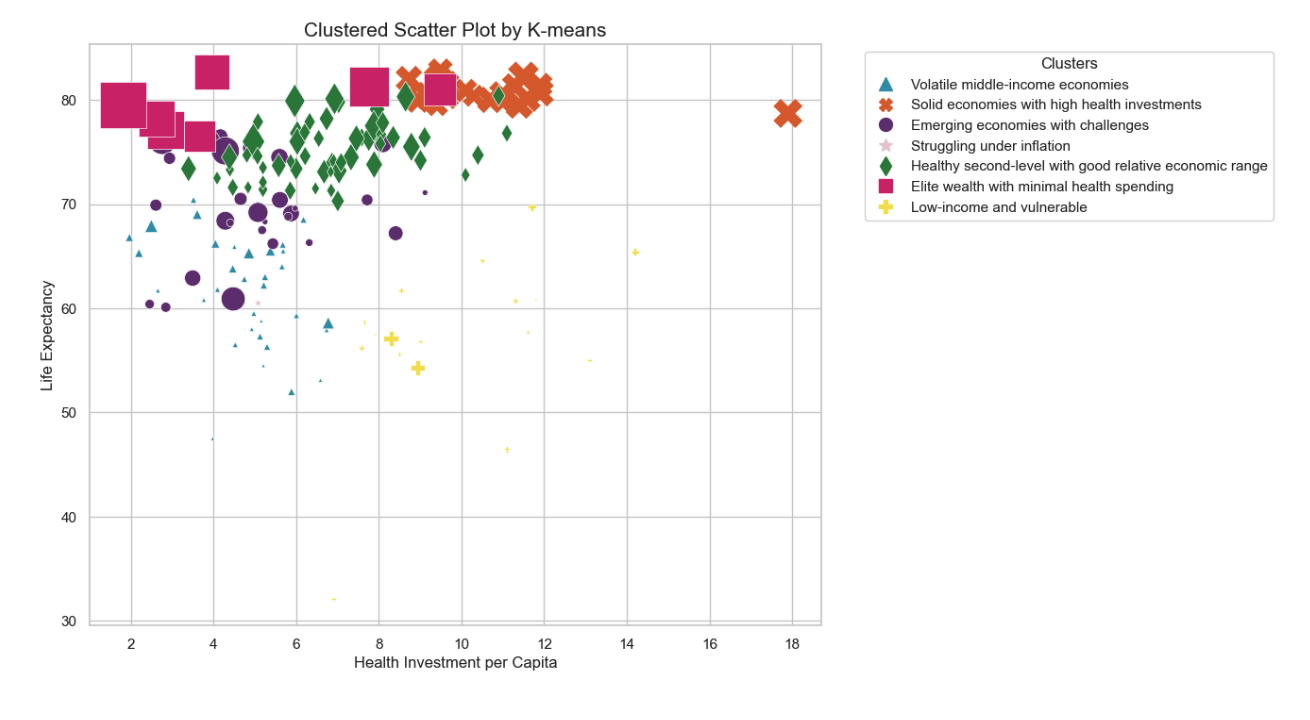 Clustered Scatter Plot by K-means
Clusters
Volatile middle-income economies
Solid economies with high health investments
Emerging economies with challenges
Struggling under inflation
Healthy second-level with good relative economic range
Elite wealth with minimal health spending
Low-income and vulnerable
Life Expectancy
80
70
60
50
40
30
2 4 6 8 10 12 14 16 18
Health Investment per Capita